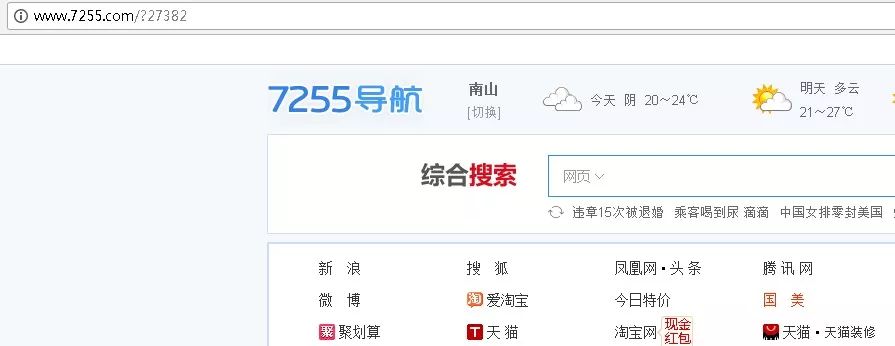 www.7255.com/?27382
7255导航
南山
[切换]
今天 阴 20～24℃
明天 多云
21～27℃
综合搜索
网页
违章15次被退婚 乘客喝到尿 滴滴 中国女排零封美国
新 浪 搜 狐 凤凰网·头条 腾讯网
微 博 淘 爱淘宝 今日特价 国 美
聚 聚划算 T 天 猫 淘宝网 现金红包 天猫·天猫装修